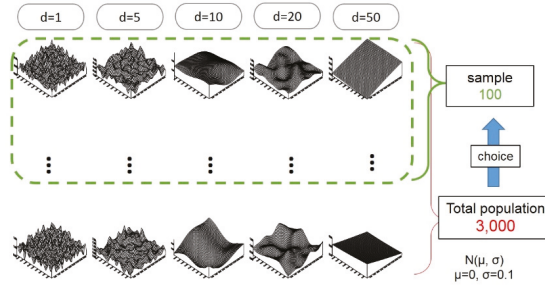 d=1 d=5 d=10 d=20 d=50
sample
100
choice
Total population
3,000
N(μ, σ)
μ=0, σ=0.1